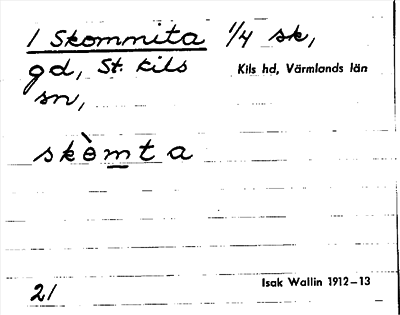 1 Skommita 1/4 sk,
gd, St. Kils
Kils hd, Värmlands län
sn,
skèmta
Isak Wallin 1912–13
21